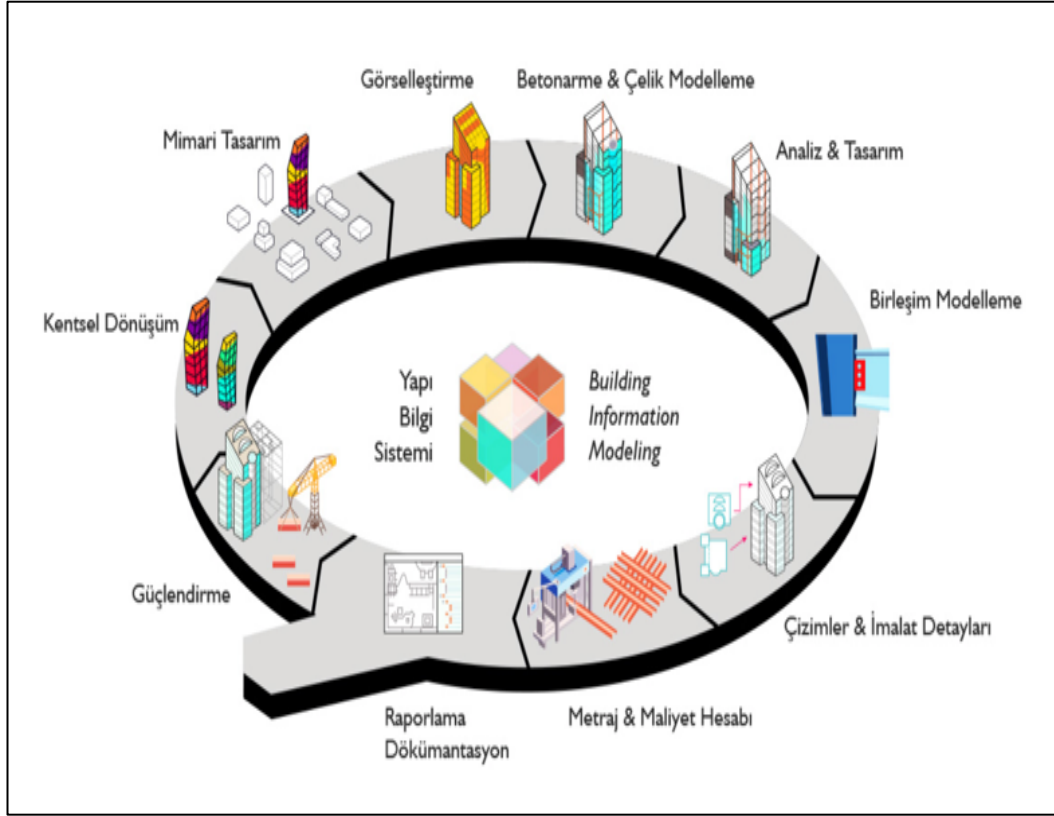 Görselleştirme
Betonarme & Çelik Modelleme
Mimari Tasarım
Analiz & Tasarım
Birleşim Modelleme
Kentsel Dönüşüm
Yapı
Bilgi
Sistemi
Building
Information
Modeling
Güçlendirme
Çizimler & İmalat Detayları
Raporlama
Dökümantasyon
Metraj & Maliyet Hesabı